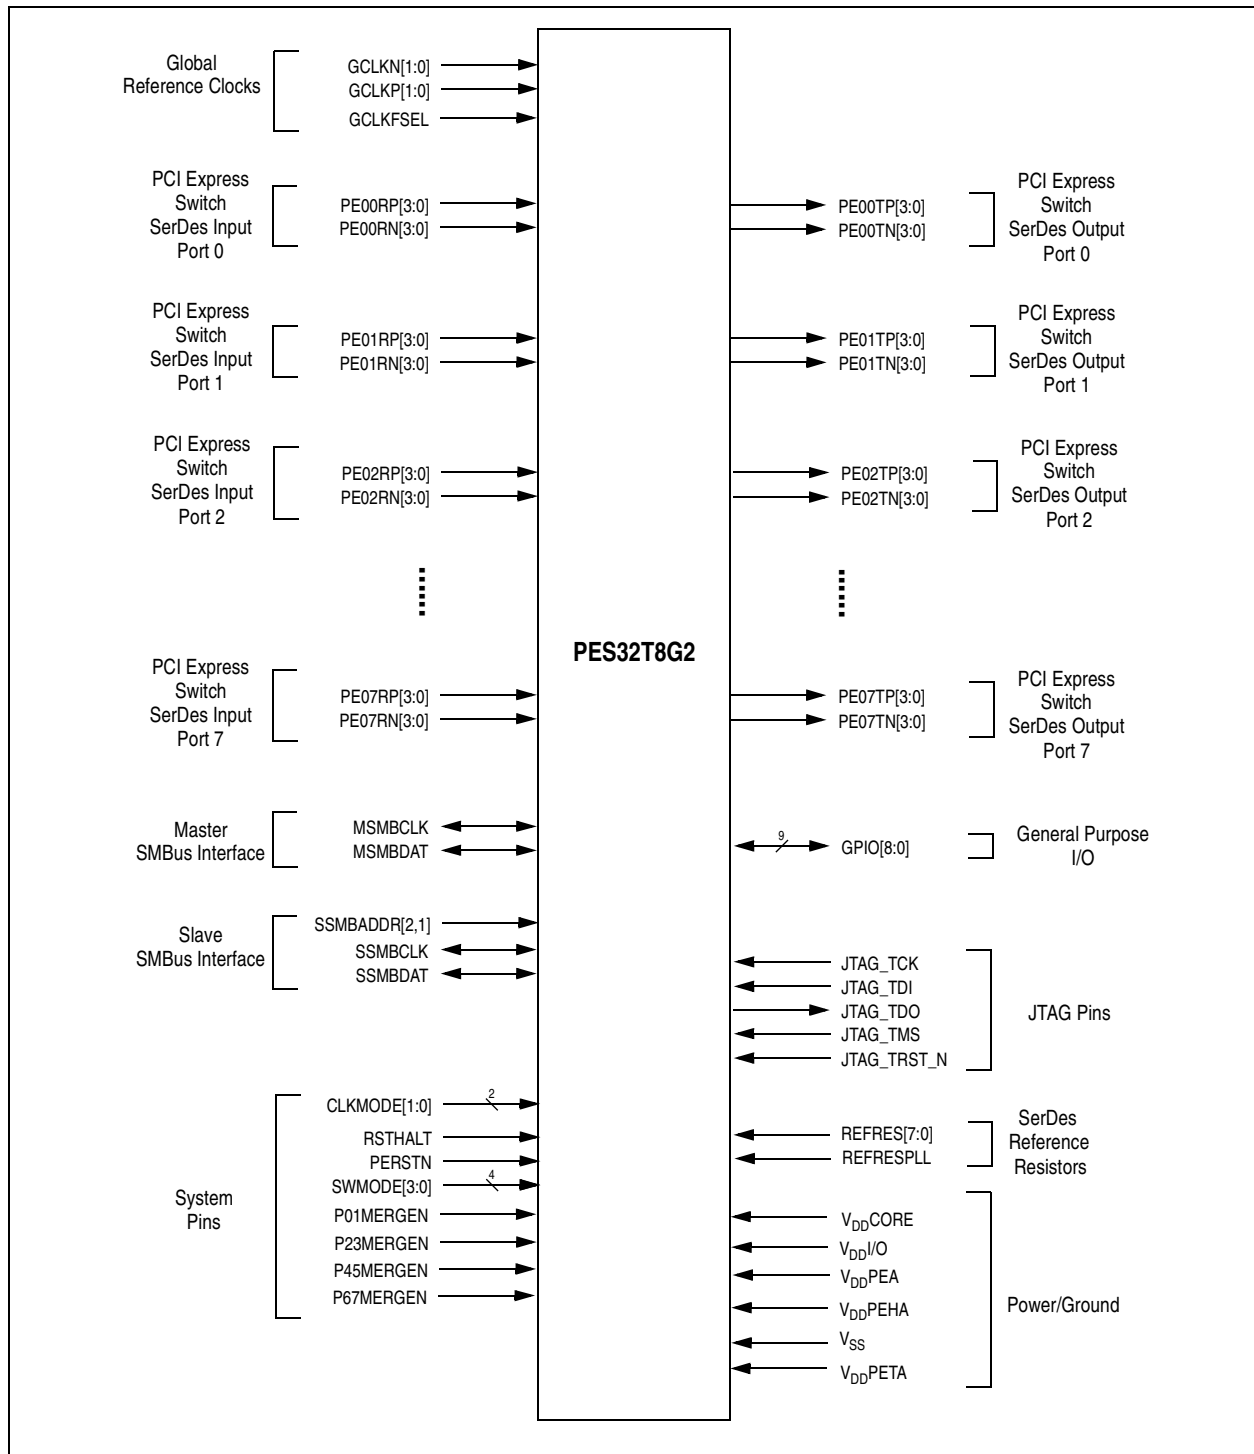 Global
Reference Clocks
GCLKN[1:0]
GCLKP[1:0]
GCLKFSEL
PCI Express
Switch
SerDes Input
Port 0
PE00RP[3:0]
PE00RN[3:0]
PE00TP[3:0]
PE00TN[3:0]
PCI Express
Switch
SerDes Output
Port 0
PCI Express
Switch
SerDes Input
Port 1
PE01RP[3:0]
PE01RN[3:0]
PE01TP[3:0]
PE01TN[3:0]
PCI Express
Switch
SerDes Output
Port 1
PCI Express
Switch
SerDes Input
Port 2
PE02RP[3:0]
PE02RN[3:0]
PE02TP[3:0]
PE02TN[3:0]
PCI Express
Switch
SerDes Output
Port 2
PES32T8G2
PCI Express
Switch
SerDes Input
Port 7
PE07RP[3:0]
PE07RN[3:0]
PE07TP[3:0]
PE07TN[3:0]
PCI Express
Switch
SerDes Output
Port 7
Master
SMBus Interface
MSMBCLK
MSMBDAT
9
GPIO[8:0]
General Purpose
I/O
Slave
SMBus Interface
SSMBADDR[2,1]
SSMBCLK
SSMBDAT
JTAG_TCK
JTAG_TDI
JTAG_TDO
JTAG_TMS
JTAG_TRST_N
JTAG Pins
System
Pins
CLKMODE[1:0]
2
RSTHALT
PERSTN
SWMODE[3:0]
4
P01MERGEN
P23MERGEN
P45MERGEN
P67MERGEN
REFRES[7:0]
REFRESPLL
SerDes
Reference
Resistors
VDDCORE
VDDI/O
VDDPEA
VDDPEHA
VSS
VDDPETA
Power/Ground